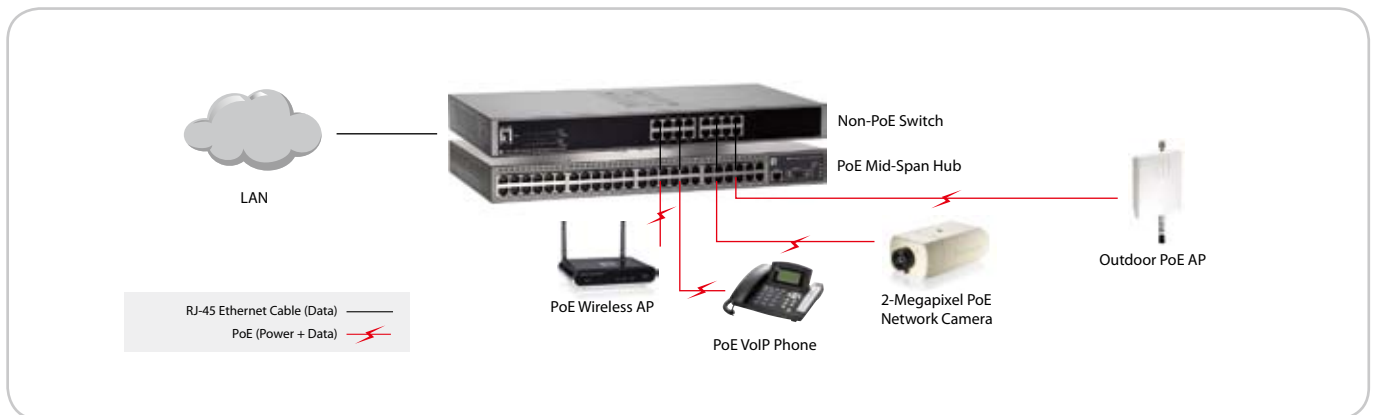 Non-PoE Switch
PoE Mid-Span Hub
LAN
Outdoor PoE AP
PoE Wireless AP
2-Megapixel PoE
Network Camera
PoE VoIP Phone
RJ-45 Ethernet Cable (Data)
PoE (Power + Data)